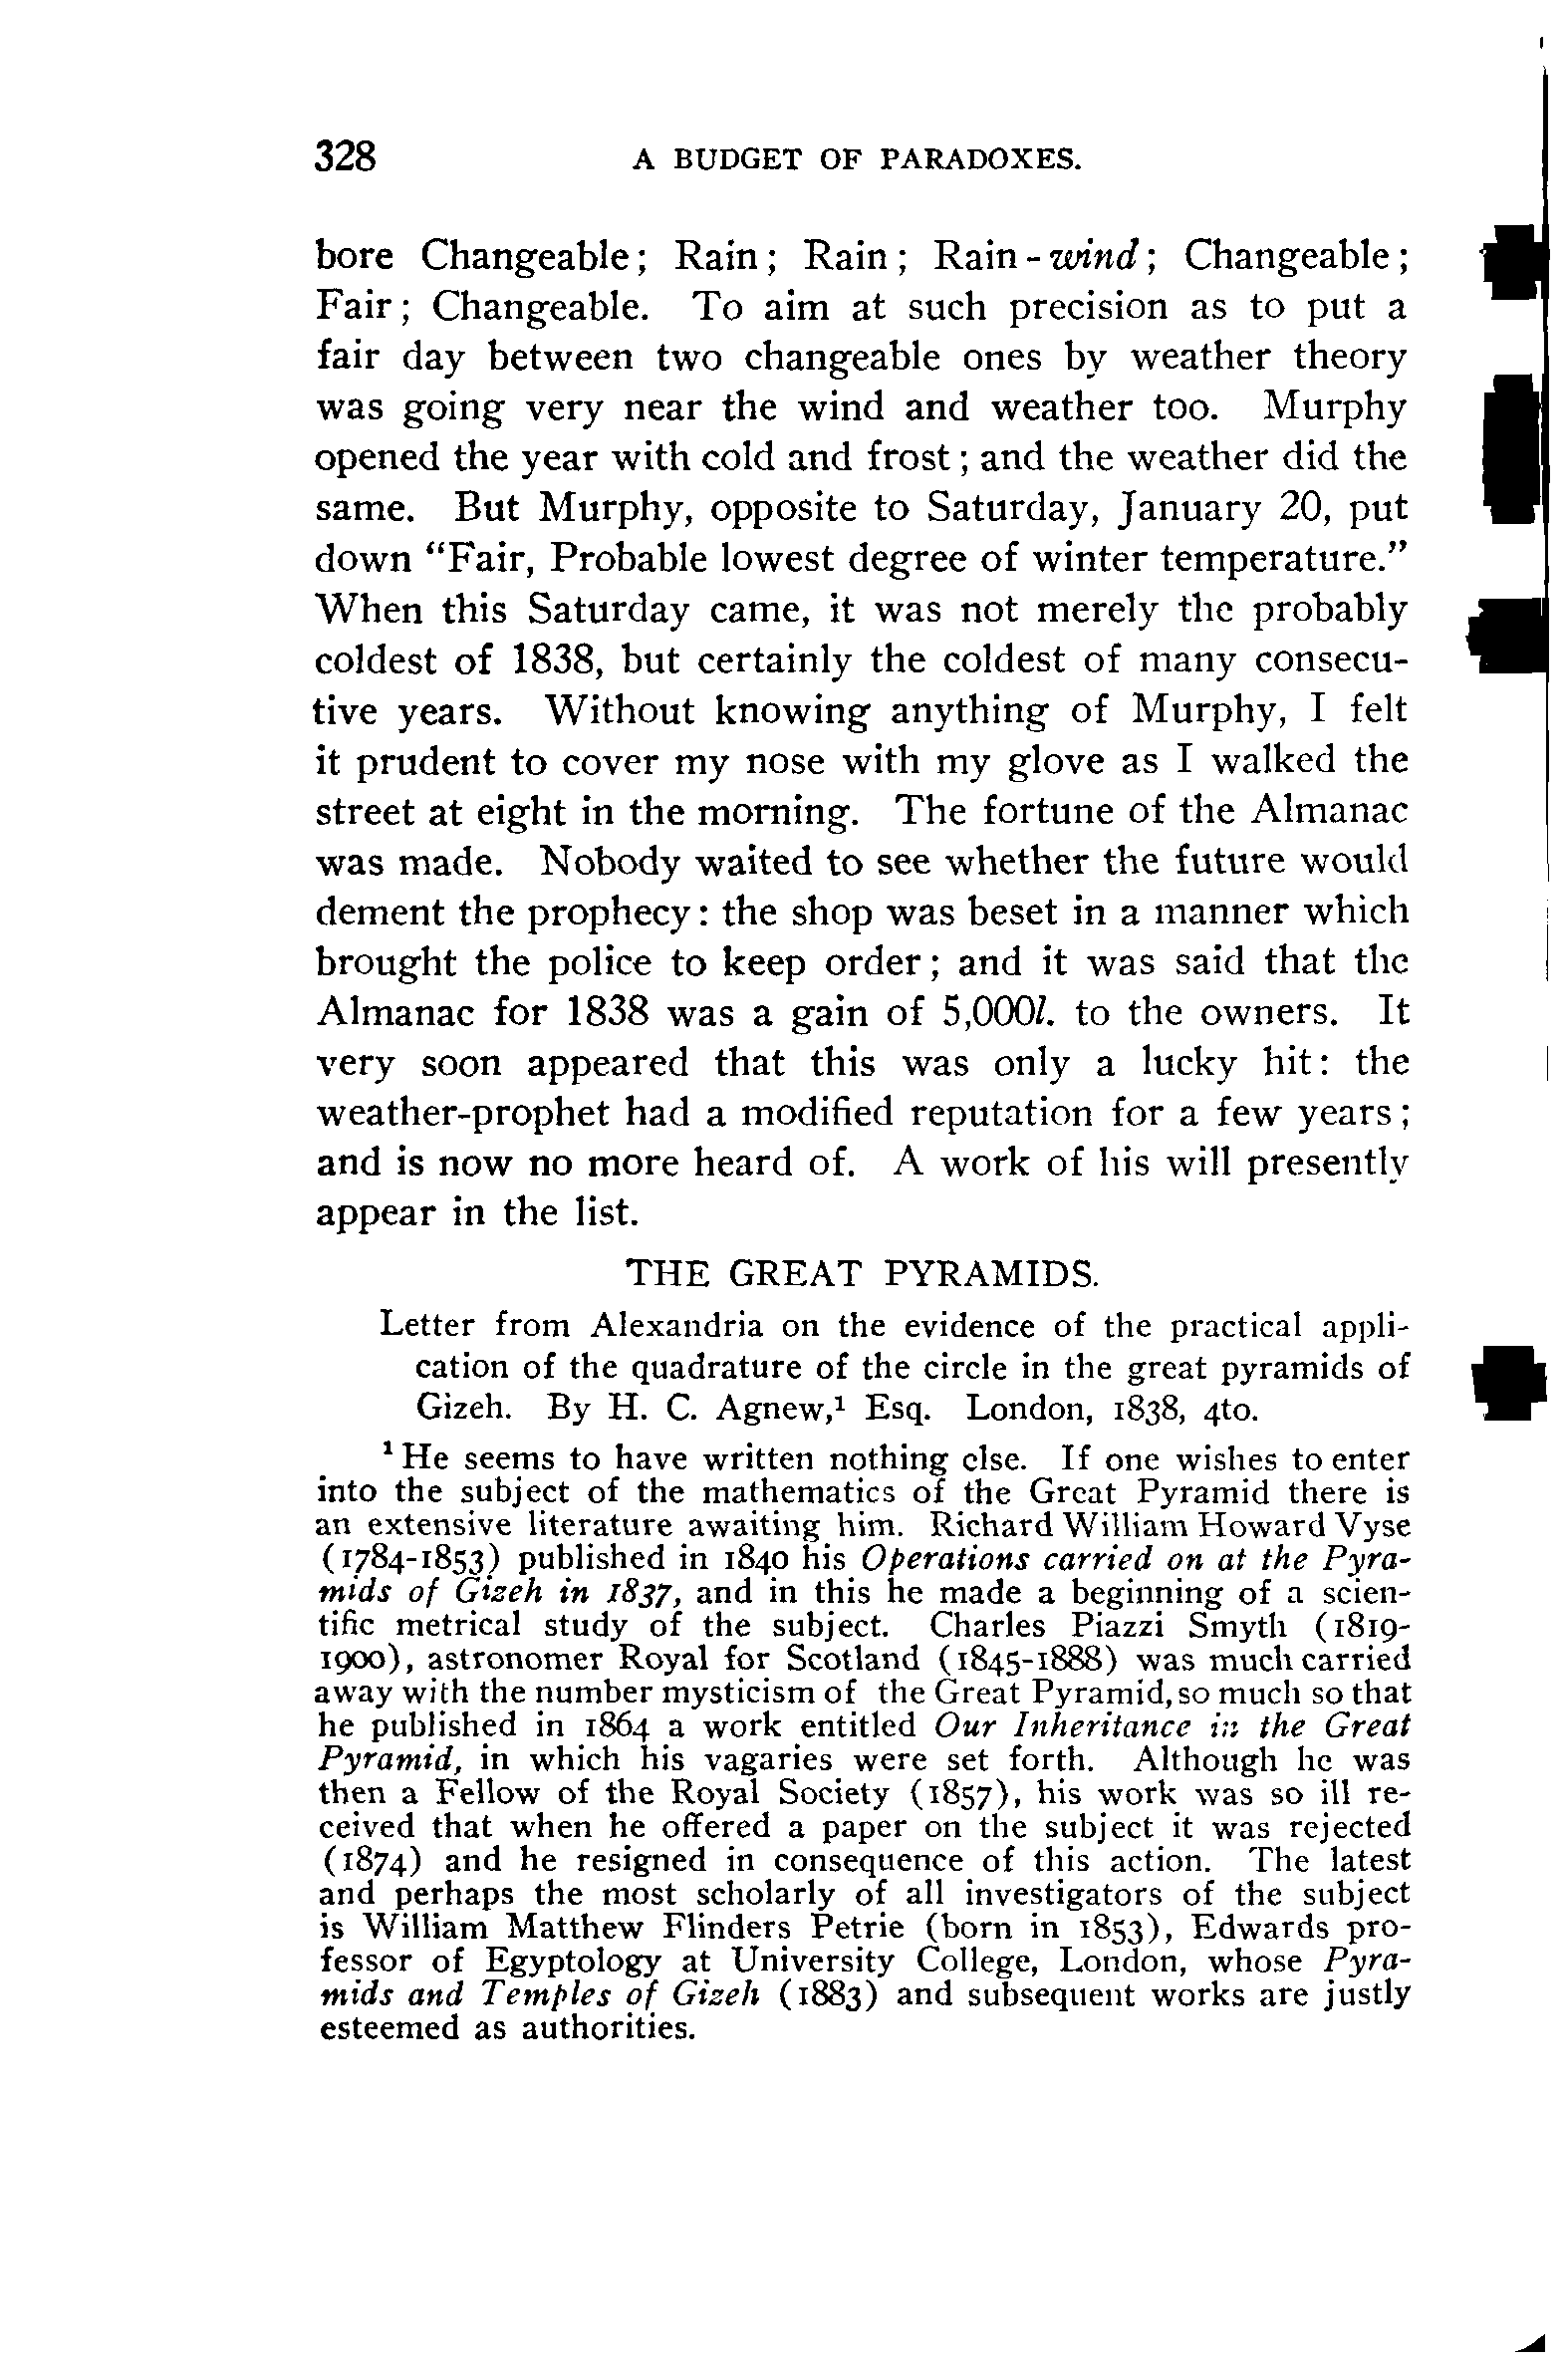 328 A BUDGET OF PARADOXES.
bore Changeable; Rain; Rain; Rain-wind; Changeable;
Fair; Changeable. To aim at such precision as to put a
fair day between two changeable ones by weather theory
was going very near the wind and weather too. Murphy
opened the year with cold and frost; and the weather did the
same. But Murphy, opposite to Saturday, January 20, put
down “Fair, Probable lowest degree of winter temperature.”
When this Saturday came, it was not merely the probably
coldest of 1838, but certainly the coldest of many consecu-
tive years. Without knowing anything of Murphy, I felt
it prudent to cover my nose with my glove as I walked the
street at eight in the morning. The fortune of the Almanac
was made. Nobody waited to see whether the future would
dement the prophecy: the shop was beset in a manner which
brought the police to keep order; and it was said that the
Almanac for 1838 was a gain of 5,000l. to the owners. It
very soon appeared that this was only a lucky hit: the
weather-prophet had a modified reputation for a few years;
and is now no more heard of. A work of his will presently
appear in the list.
THE GREAT PYRAMIDS.
Letter from Alexandria on the evidence of the practical appli-
cation of the quadrature of the circle in the great pyramids of
Gizeh. By H. C. Agnew,¹ Esq. London, 1838, 4to.
¹ He seems to have written nothing else. If one wishes to enter
into the subject of the mathematics of the Great Pyramid there is
an extensive literature awaiting him. Richard William Howard Vyse
(1784-1853) published in 1840 his Operations carried on at the Pyra-
mids of Gizeh in 1837, and in this he made a beginning of a scien-
tific metrical study of the subject. Charles Piazzi Smyth (1819-
1900), astronomer Royal for Scotland (1845-1888) was much carried
away with the number mysticism of the Great Pyramid, so much so that
he published in 1864 a work entitled Our Inheritance in the Great
Pyramid, in which his vagaries were set forth. Although he was
then a Fellow of the Royal Society (1857), his work was so ill re-
ceived that when he offered a paper on the subject it was rejected
(1874) and he resigned in consequence of this action. The latest
and perhaps the most scholarly of all investigators of the subject
is William Matthew Flinders Petrie (born in 1853), Edwards pro-
fessor of Egyptology at University College, London, whose Pyra-
mids and Temples of Gizeh (1883) and subsequent works are justly
esteemed as authorities.